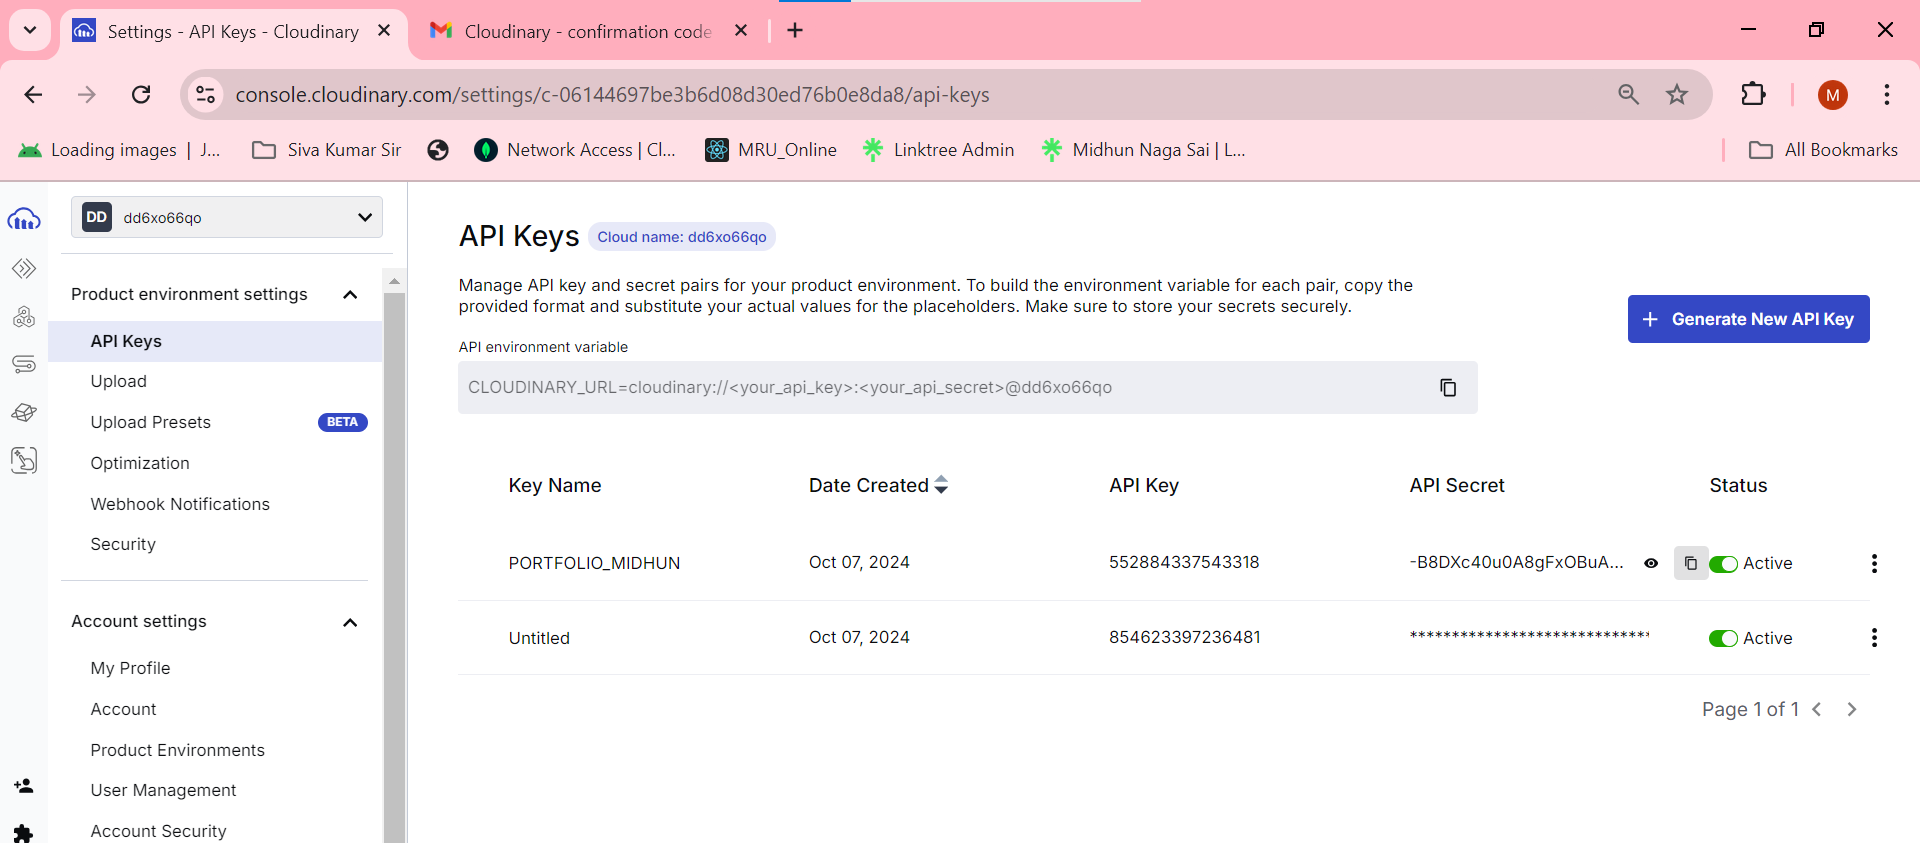 Settings - API Keys - Cloudinary
Cloudinary - confirmation code
console.cloudinary.com/settings/c-06144697be3b6d08d30ed76b0e8da8/api-keys
M
Loading images | J...
Siva Kumar Sir
Network Access | Cl...
MRU_Online
Linktree Admin
Midhun Naga Sai | L...
All Bookmarks
DD dd6xo66qo
Product environment settings
API Keys
Upload
Upload Presets BETA
Optimization
Webhook Notifications
Security
Account settings
My Profile
Account
Product Environments
User Management
Account Security
API Keys Cloud name: dd6xo66qo
Manage API key and secret pairs for your product environment. To build the environment variable for each pair, copy the
provided format and substitute your actual values for the placeholders. Make sure to store your secrets securely.
+ Generate New API Key
API environment variable
CLOUDINARY_URL=cloudinary://<your_api_key>:<your_api_secret>@dd6xo66qo
Key Name Date Created API Key API Secret Status
PORTFOLIO_MIDHUN Oct 07, 2024 552884337543318 -B8DXc40u0A8gFxOBuA... Active
Untitled Oct 07, 2024 854623397236481 ***************************** Active
Page 1 of 1